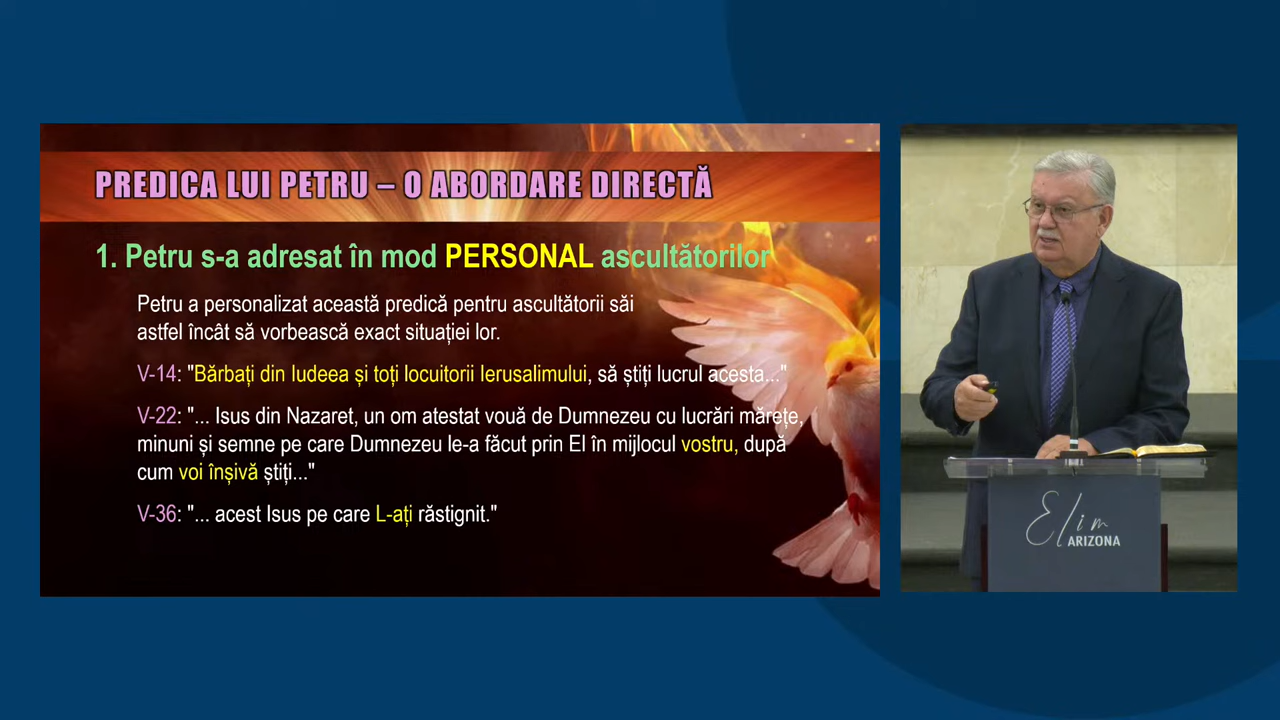 PREDICA LUI PETRU – O ABORDARE DIRECTĂ
1. Petru s-a adresat în mod PERSONAL ascultătorilor
Petru a personalizat această predică pentru ascultătorii săi
astfel încât să vorbească exact situației lor.
V-14: "Bărbați din Iudeea și toți locuitorii Ierusalimului, să știți lucrul acesta..."
V-22: "... Isus din Nazaret, un om atestat vouă de Dumnezeu cu lucrări mărețe,
minuni și semne pe care Dumnezeu le-a făcut prin El în mijlocul vostru, după
cum voi înșivă știți..."
V-36: "... acest Isus pe care L-ați răstignit."
Elim
ARIZONA